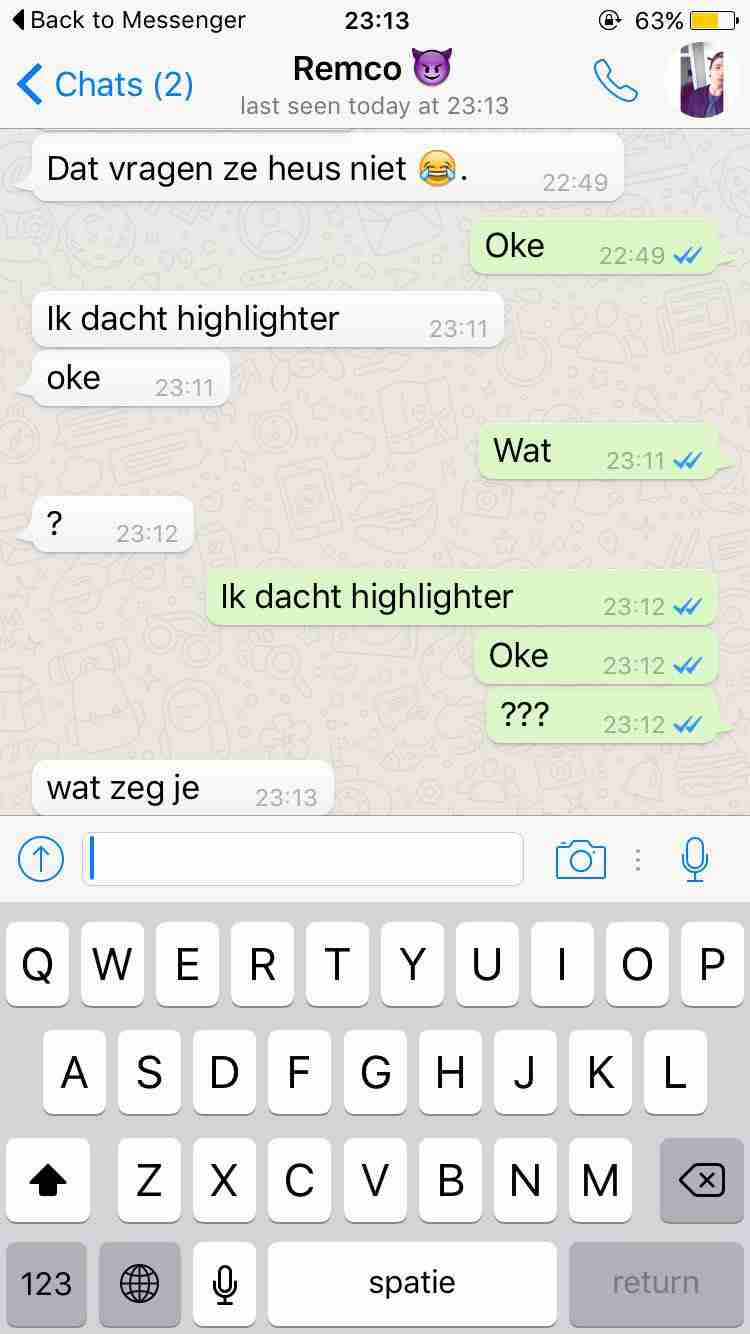 Back to Messenger 23:13 63%
Chats (2) Remco 😈
last seen today at 23:13
Dat vragen ze heus niet 😂. 22:49
Oke 22:49
Ik dacht highlighter 23:11
oke 23:11
Wat 23:11
? 23:12
Ik dacht highlighter 23:12
Oke 23:12
??? 23:12
wat zeg je 23:13
Q W E R T Y U I O P
A S D F G H J K L
Z X C V B N M
123 spatie return